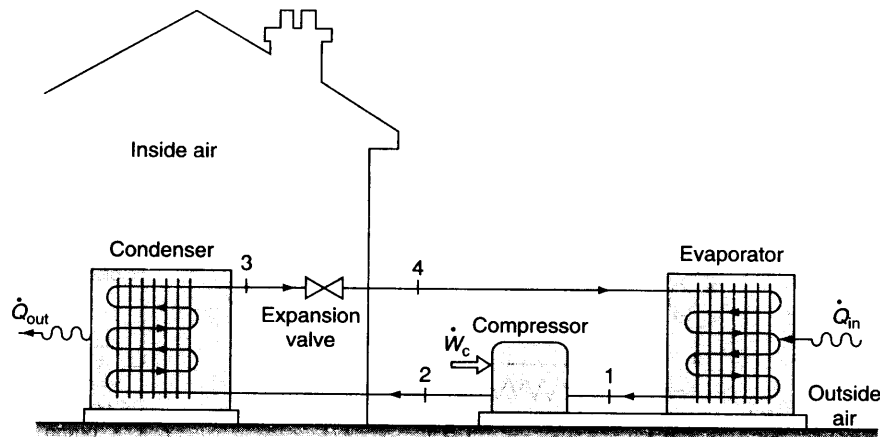 Inside air
Condenser
Evaporator
3
4
Q̇out
Expansion
valve
Compressor
Ẇc
Q̇in
2
1
Outside
air